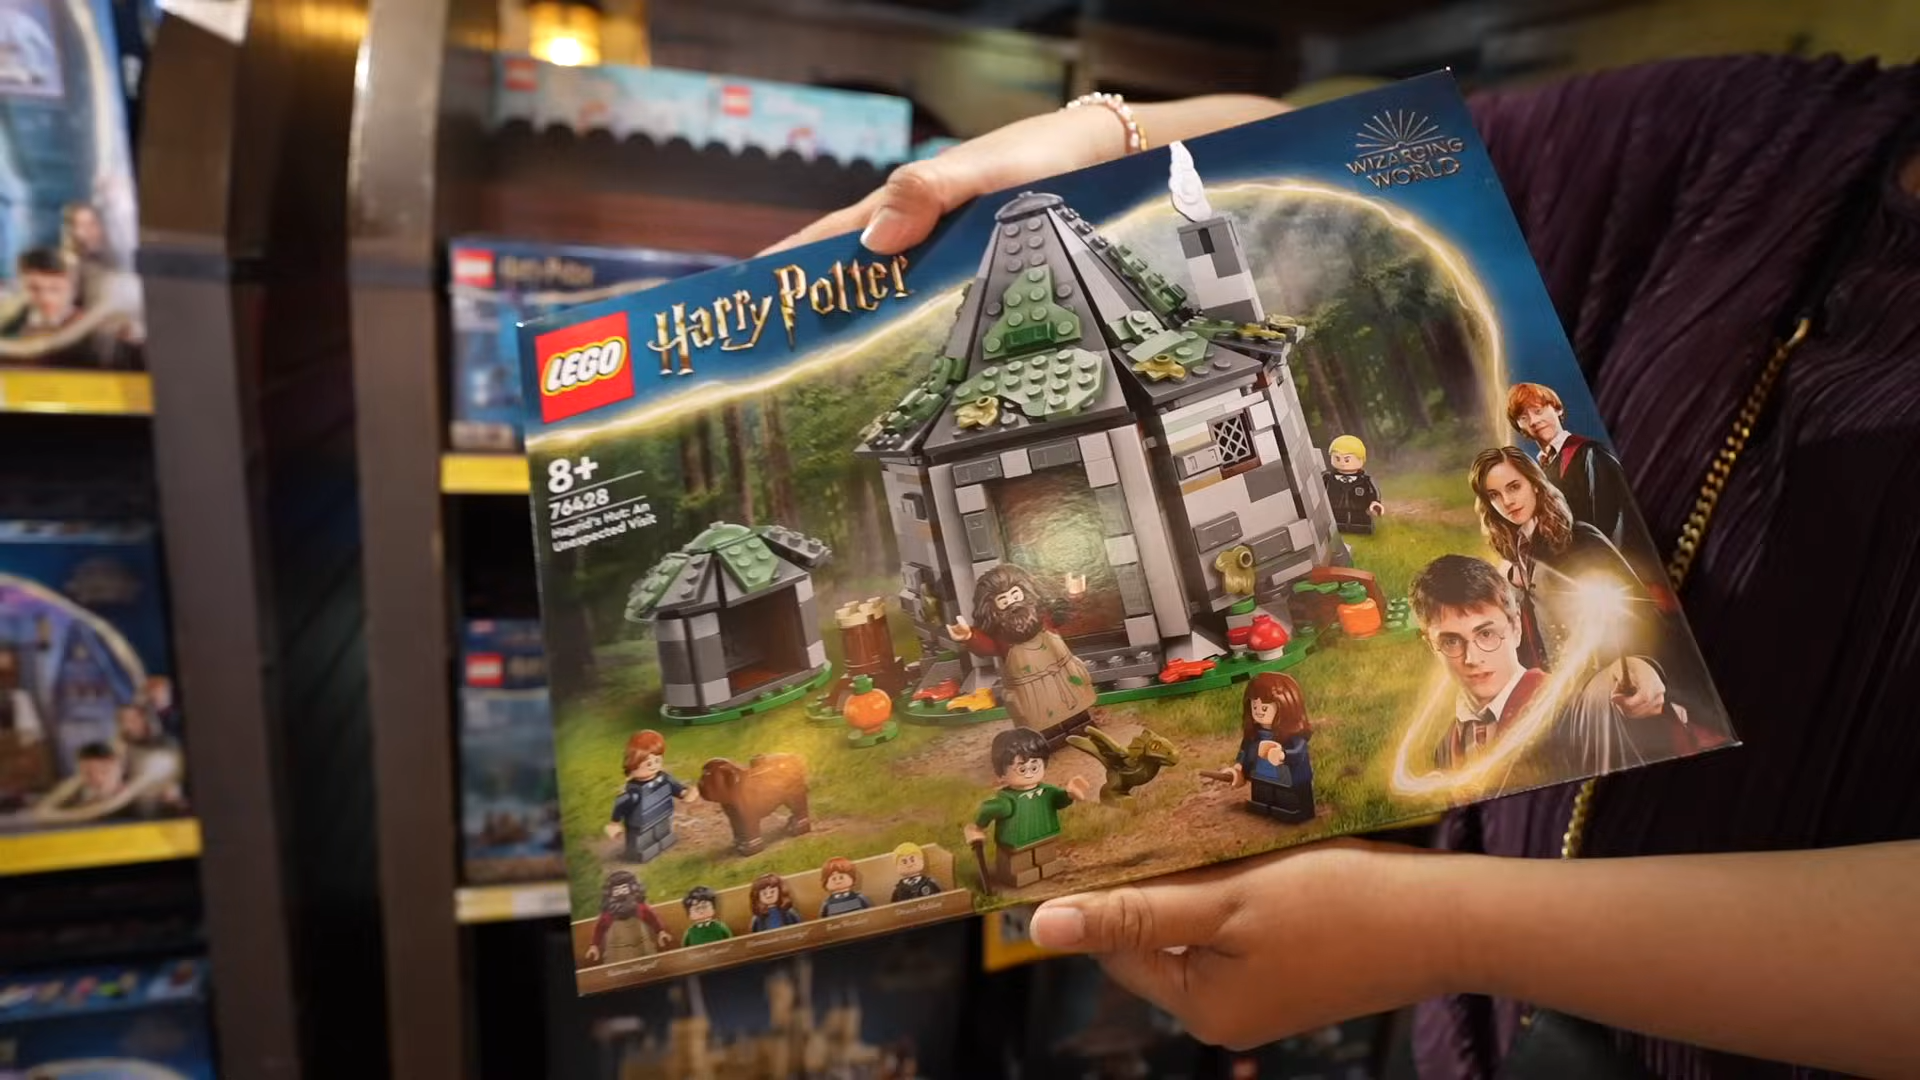 LEGO
Harry Potter
WIZARDING
WORLD
8+
76428
Hagrid's Hut: An
Unexpected Visit